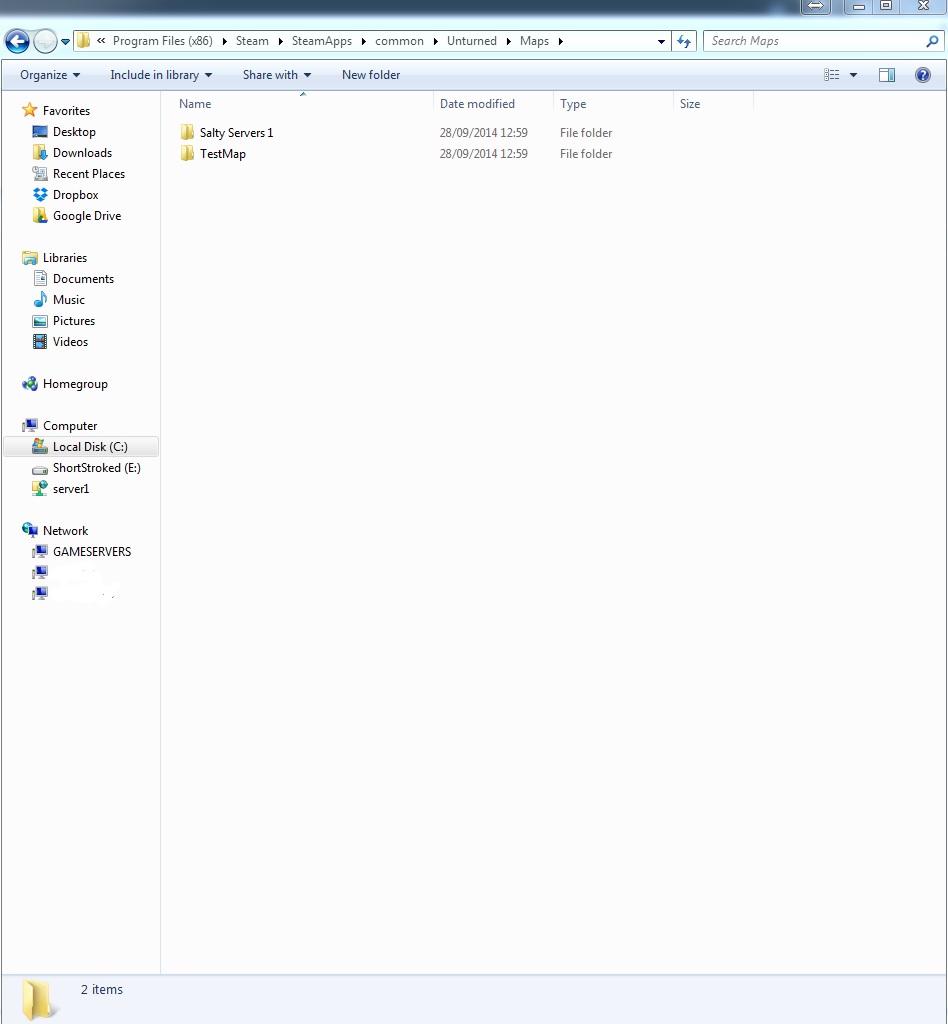 « Program Files (x86) Steam SteamApps common Unturned Maps Search Maps
Organize Include in library Share with New folder
Name Date modified Type Size
Salty Servers 1 28/09/2014 12:59 File folder
TestMap 28/09/2014 12:59 File folder
Favorites
Desktop
Downloads
Recent Places
Dropbox
Google Drive
Libraries
Documents
Music
Pictures
Videos
Homegroup
Computer
Local Disk (C:)
ShortStroked (E:)
server1
Network
GAMESERVERS
2 items